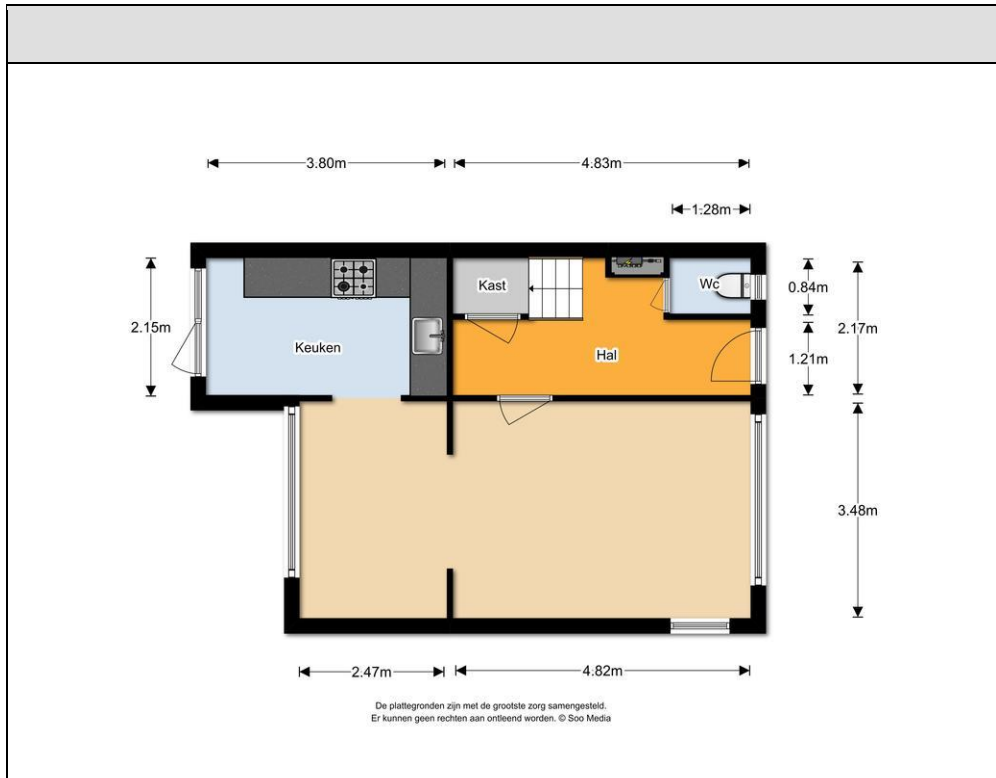 3.80m
4.83m
1.28m
Kast
Wc
0.84m
2.15m
2.17m
Keuken
Hal
1.21m
3.48m
2.47m
4.82m
De plattegronden zijn met de grootste zorg samengesteld.
Er kunnen geen rechten aan ontleend worden. © Soo Media